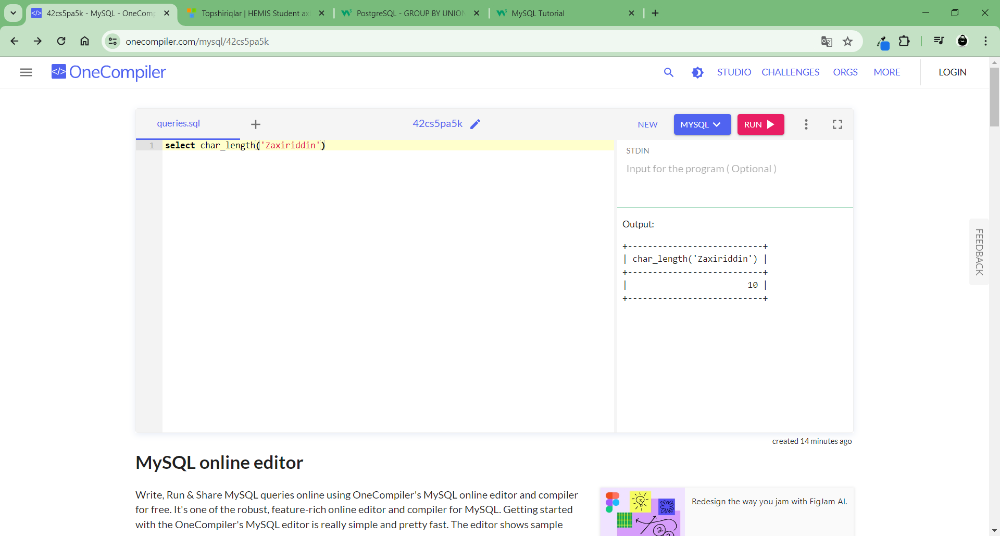 42cs5pa5k - MySQL - OneComp
Topshiriqlar | HEMIS Student ax
PostgreSQL - GROUP BY UNION
MySQL Tutorial
onecompiler.com/mysql/42cs5pa5k
</> OneCompiler
STUDIO
CHALLENGES
ORGS
MORE
LOGIN
queries.sql
42cs5pa5k
NEW
MYSQL
RUN
1 select char_length('Zaxiriddin')
STDIN
Input for the program ( Optional )
Output:
+---------------------------+
| char_length('Zaxiriddin') |
+---------------------------+
|                        10 |
+---------------------------+
FEEDBACK
created 14 minutes ago
MySQL online editor
Write, Run & Share MySQL queries online using OneCompiler's MySQL online editor and compiler
for free. It's one of the robust, feature-rich online editor and compiler for MySQL. Getting started
with the OneCompiler's MySQL editor is really simple and pretty fast. The editor shows sample
Redesign the way you jam with FigJam AI.